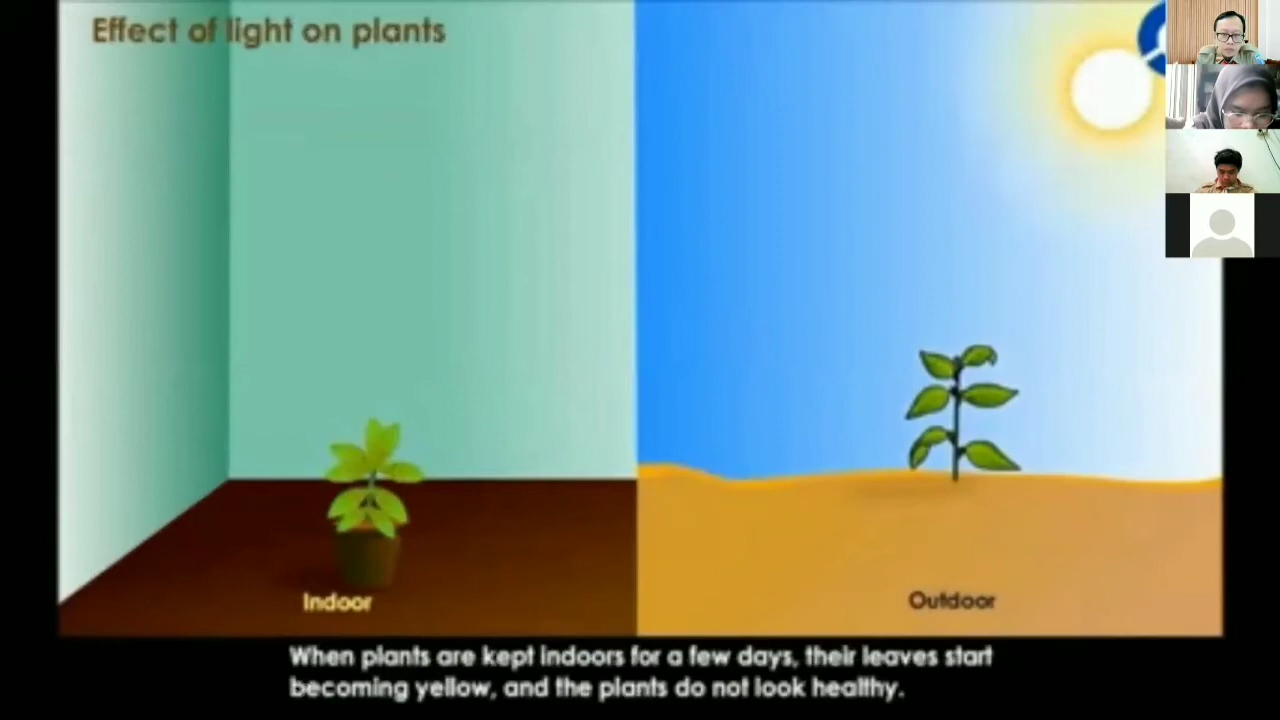 Effect of light on plants
Indoor
Outdoor
When plants are kept indoors for a few days, their leaves start
becoming yellow, and the plants do not look healthy.